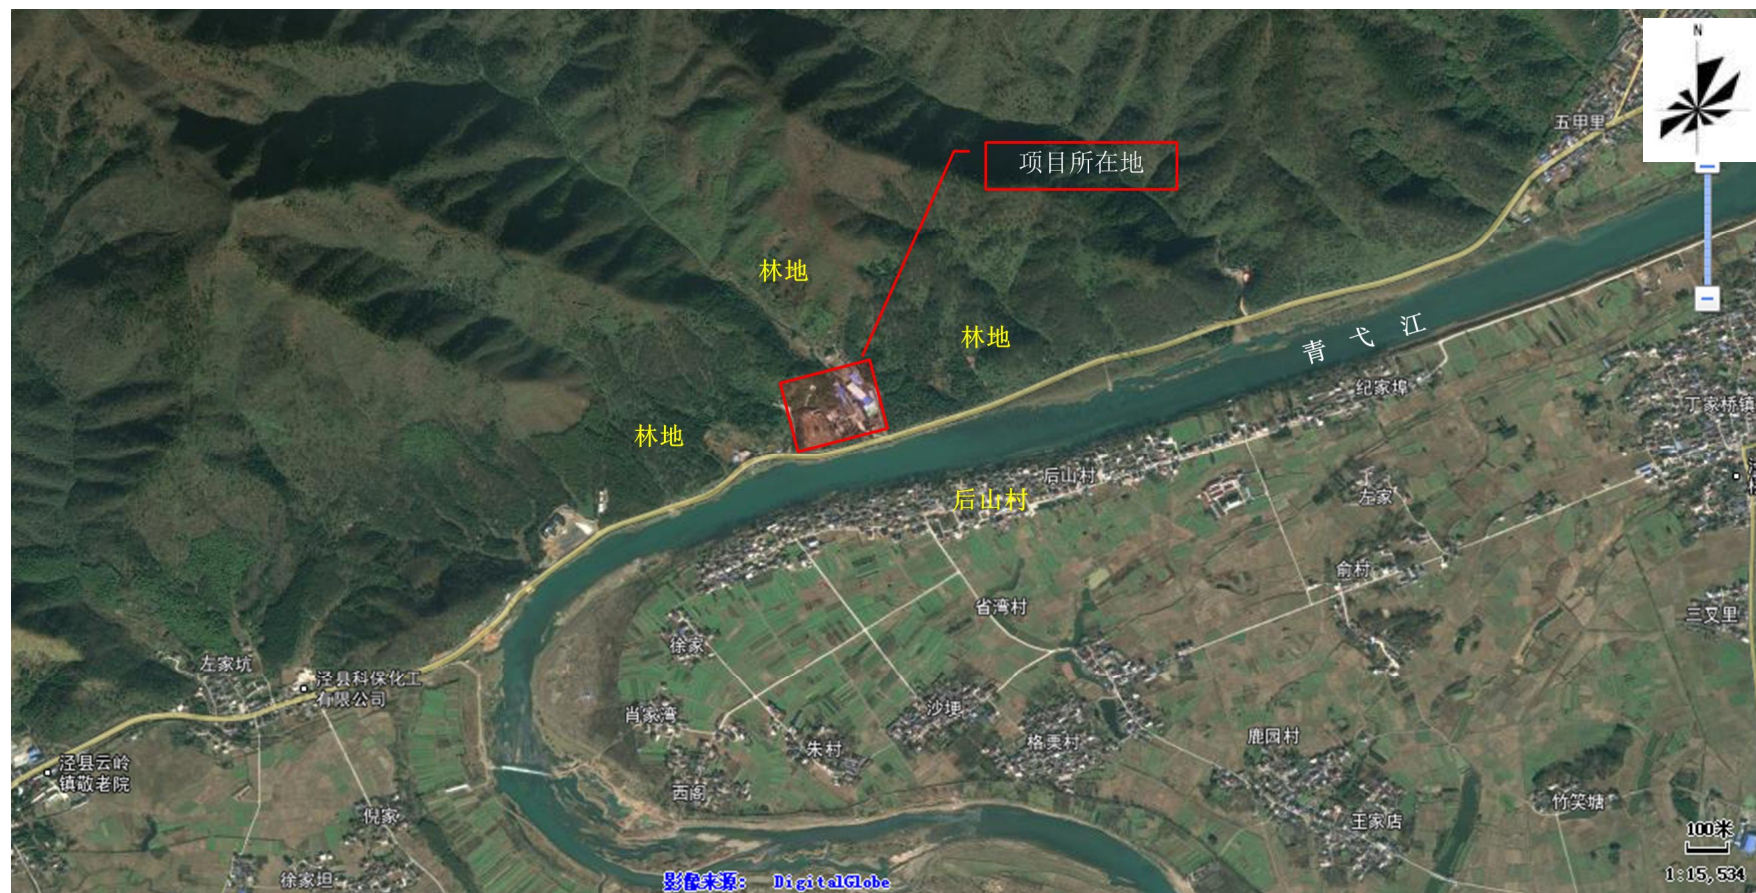 N
五甲里
项目所在地
林地
林地
青弋江
纪家埠
丁家桥镇
林地
后山村
后山村
左家
俞村
省湾村
三叉里
徐家
左家坑
泾县科保化工
有限公司
肖家湾
沙埂
朱村
格栗村
鹿园村
泾县云岭
镇敬老院
西阁
倪家
竹笑塘
王家店
100米
徐家坦
影像来源： DigitalGlobe
1:15,534